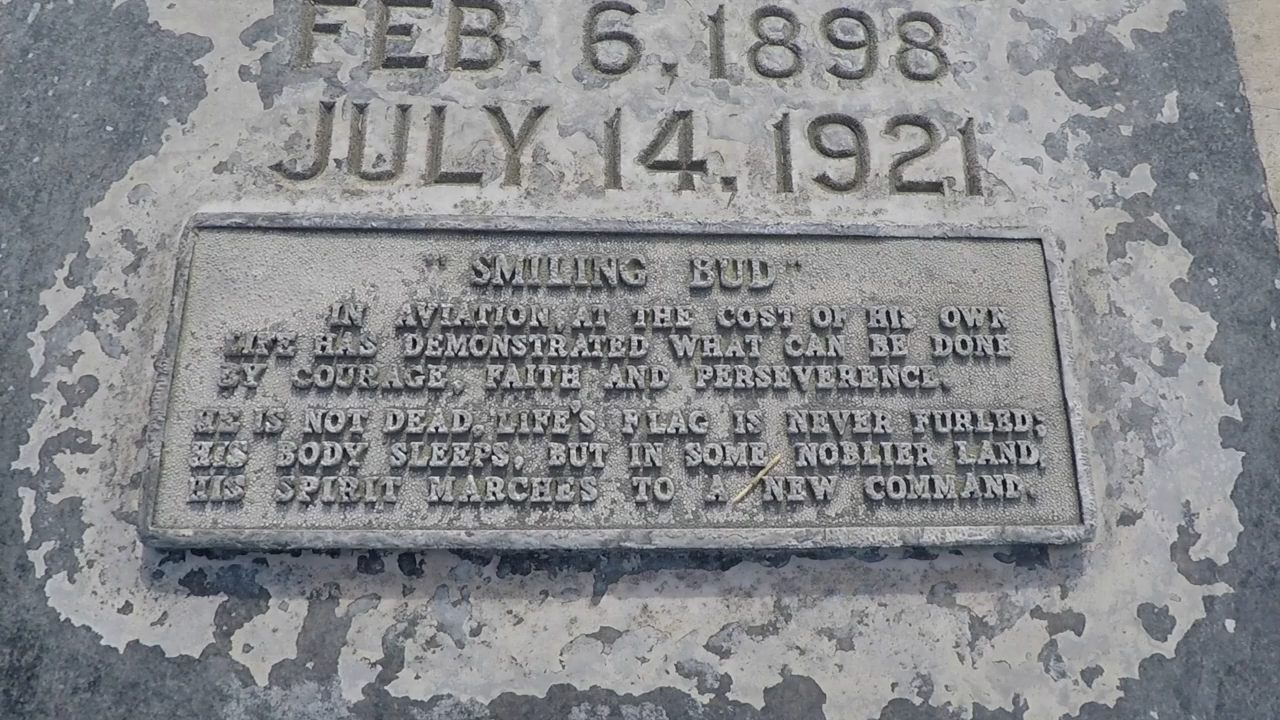 FEB. 6, 1898
JULY 14, 1921
"SMILING BUD"
IN AVIATION, AT THE COST OF HIS OWN
LIFE HAS DEMONSTRATED WHAT CAN BE DONE
BY COURAGE, FAITH AND PERSEVERENCE.
HE IS NOT DEAD, LIFE'S FLAG IS NEVER FURLED;
HIS BODY SLEEPS, BUT IN SOME NOBLIER LAND,
HIS SPIRIT MARCHES TO A NEW COMMAND.